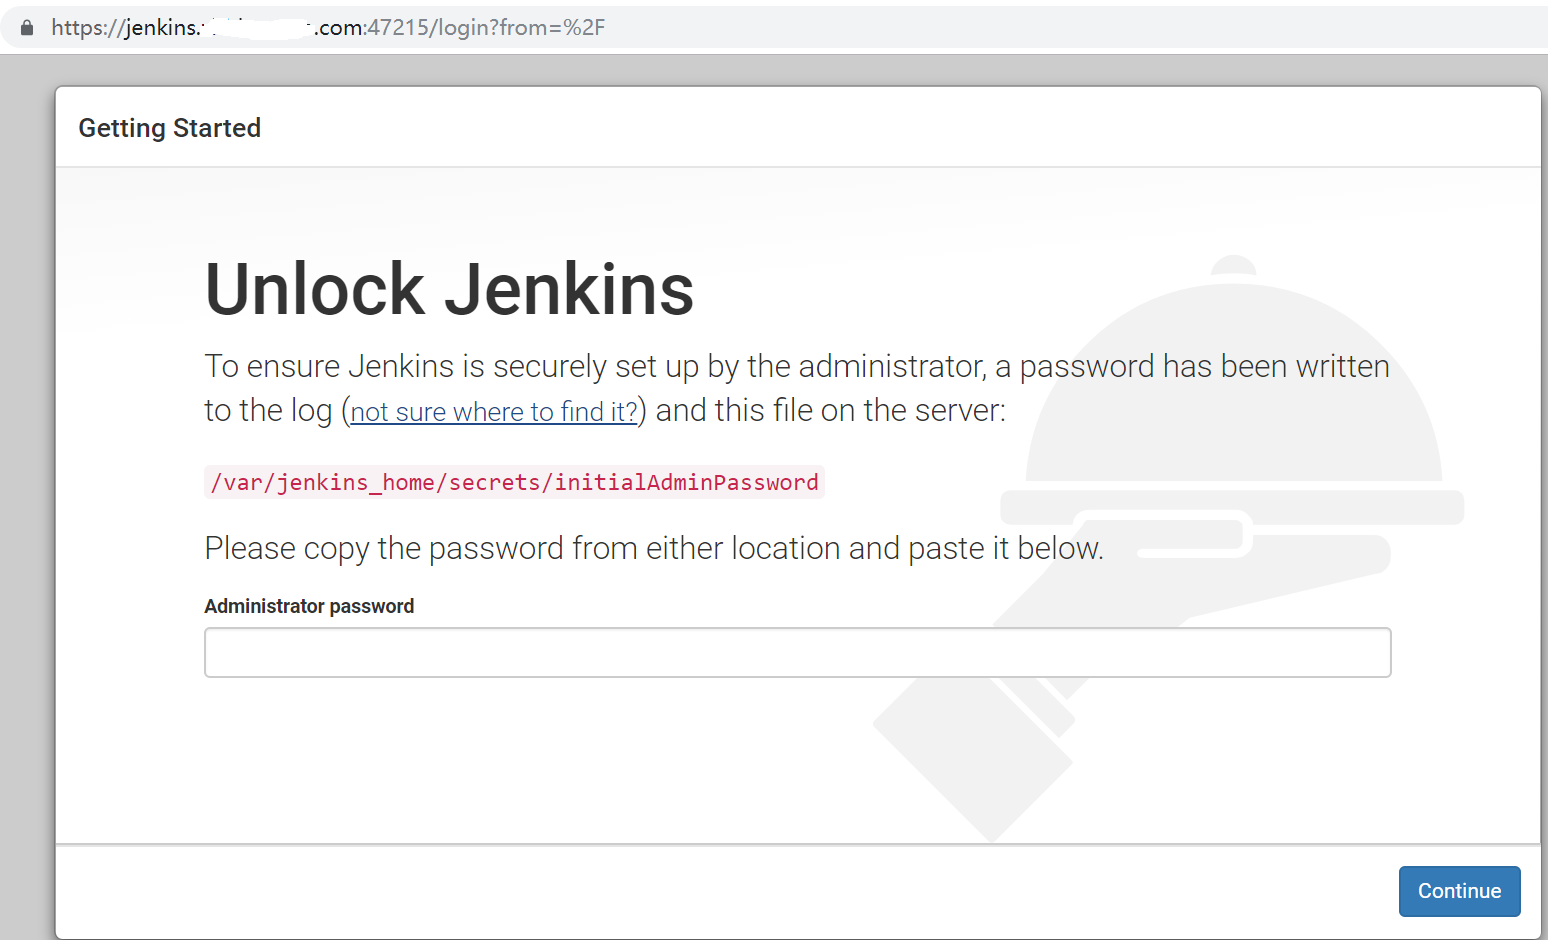 https://jenkins. .com:47215/login?from=%2F
Getting Started
Unlock Jenkins
To ensure Jenkins is securely set up by the administrator, a password has been written
to the log (not sure where to find it?) and this file on the server:
/var/jenkins_home/secrets/initialAdminPassword
Please copy the password from either location and paste it below.
Administrator password
Continue